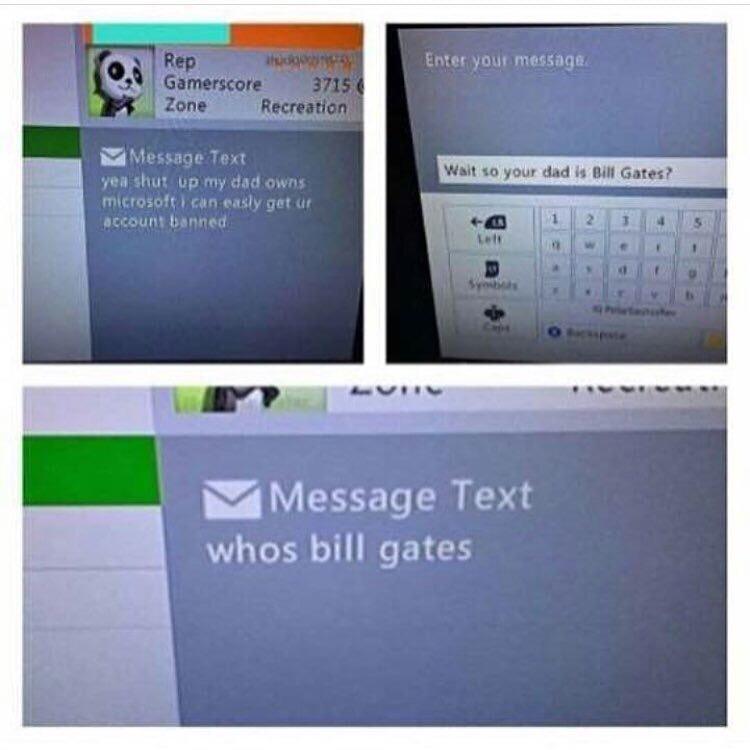 Rep
Gamerscore 3715
Zone Recreation
Message Text
yea shut up my dad owns
microsoft i can easly get ur
account banned
Enter your message.
Wait so your dad is Bill Gates?
1 2 3 4 5
Left
q w e r t
a s d f g
Symbols
Caps
Backspace
Message Text
whos bill gates